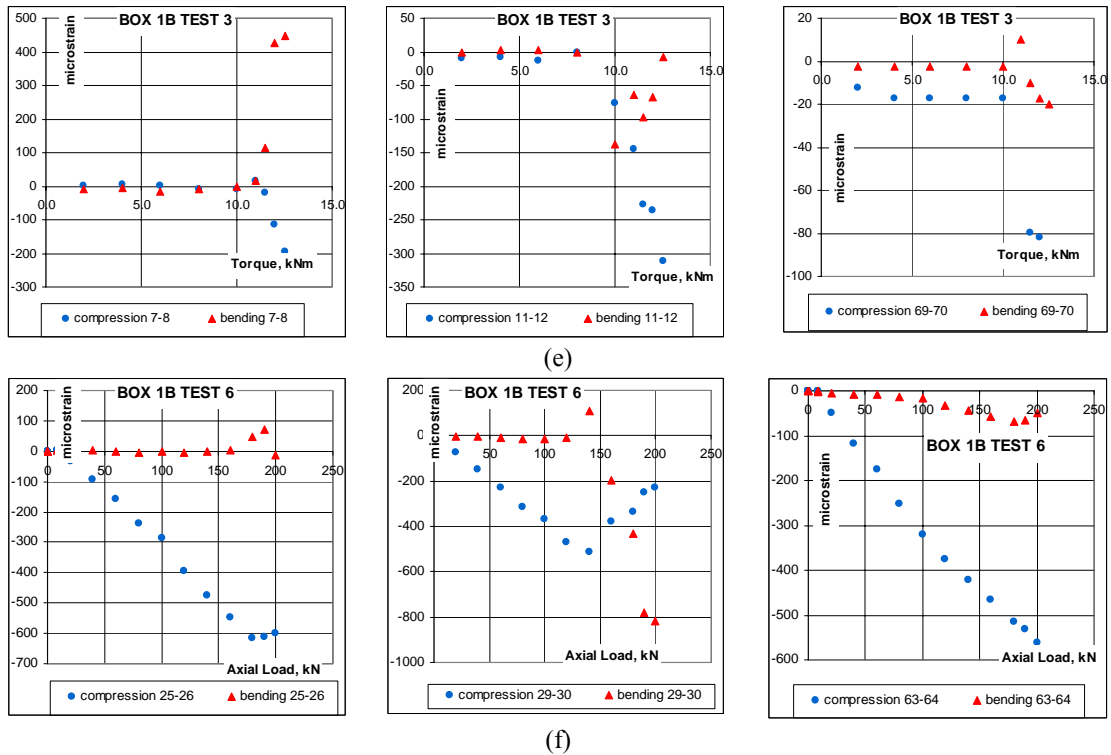 BOX 1B TEST 3
microstrain
500
400
300
200
100
0
-100
-200
-300
0.0 5.0 10.0 15.0
Torque, kNm
compression 7-8 bending 7-8
BOX 1B TEST 3
microstrain
50
0
-50
-100
-150
-200
-250
-300
-350
0.0 5.0 10.0 15.0
Torque, kNm
compression 11-12 bending 11-12
BOX 1B TEST 3
microstrain
20
0
-20
-40
-60
-80
-100
0.0 5.0 10.0 15.0
Torque, kNm
compression 69-70 bending 69-70
(e)
BOX 1B TEST 6
microstrain
200
100
0
-100
-200
-300
-400
-500
-600
-700
0 50 100 150 200 250
Axial Load, kN
compression 25-26 bending 25-26
BOX 1B TEST 6
microstrain
200
0
-200
-400
-600
-800
-1000
0 50 100 150 200 250
Axial Load, kN
compression 29-30 bending 29-30
BOX 1B TEST 6
microstrain
0
-100
-200
-300
-400
-500
-600
0 50 100 150 200 250
Axial Load, kN
compression 63-64 bending 63-64
(f)